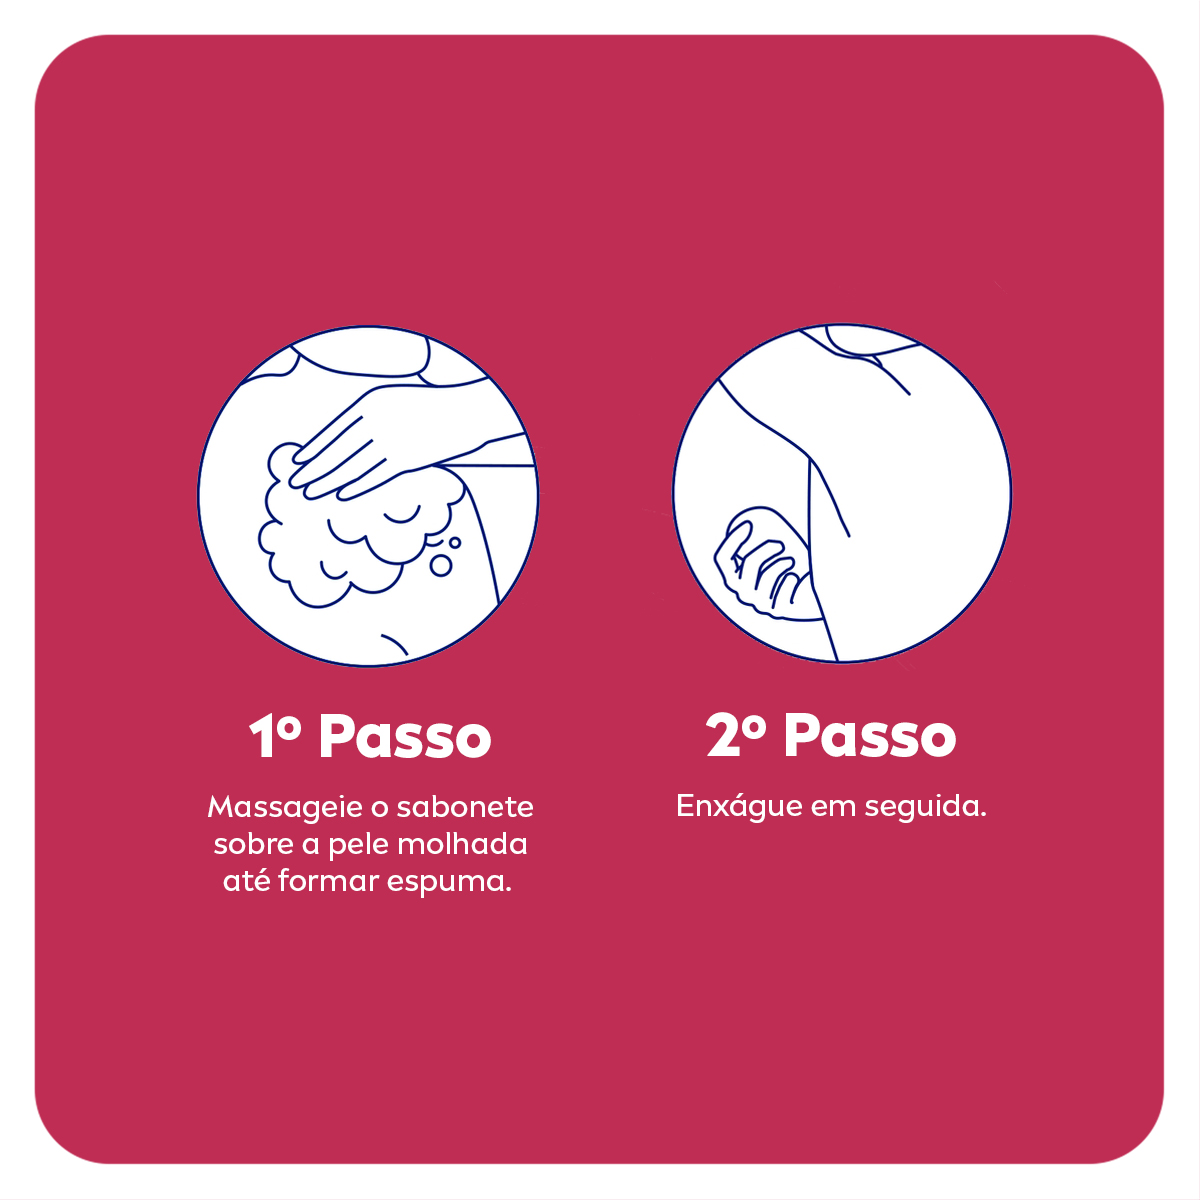 1º Passo
Massageie o sabonete
sobre a pele molhada
até formar espuma.
2º Passo
Enxágue em seguida.